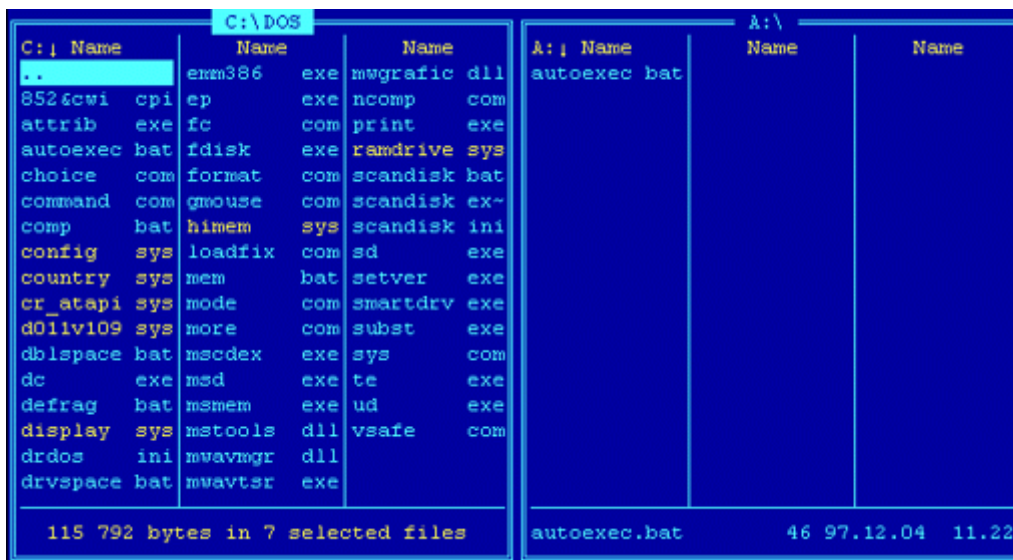 C:\DOS A:\
C:↓ Name Name Name A:↓ Name Name Name
.. emm386 exe mwgrafic dll autoexec bat
852&cwi cpi ep exe ncomp com
attrib exe fc com print exe
autoexec bat fdisk exe ramdrive sys
choice com format com scandisk bat
command com gmouse com scandisk ex~
comp bat himem sys scandisk ini
config sys loadfix com sd exe
country sys mem bat setver exe
cr_atapi sys mode com smartdrv exe
d011v109 sys more com subst exe
dblspace bat mscdex exe sys com
dc exe msd exe te exe
defrag bat msmem exe ud exe
display sys mstools dll vsafe com
drdos ini mwavmgr dll
drvspace bat mwavtsr exe
115 792 bytes in 7 selected files autoexec.bat 46 97.12.04 11.22